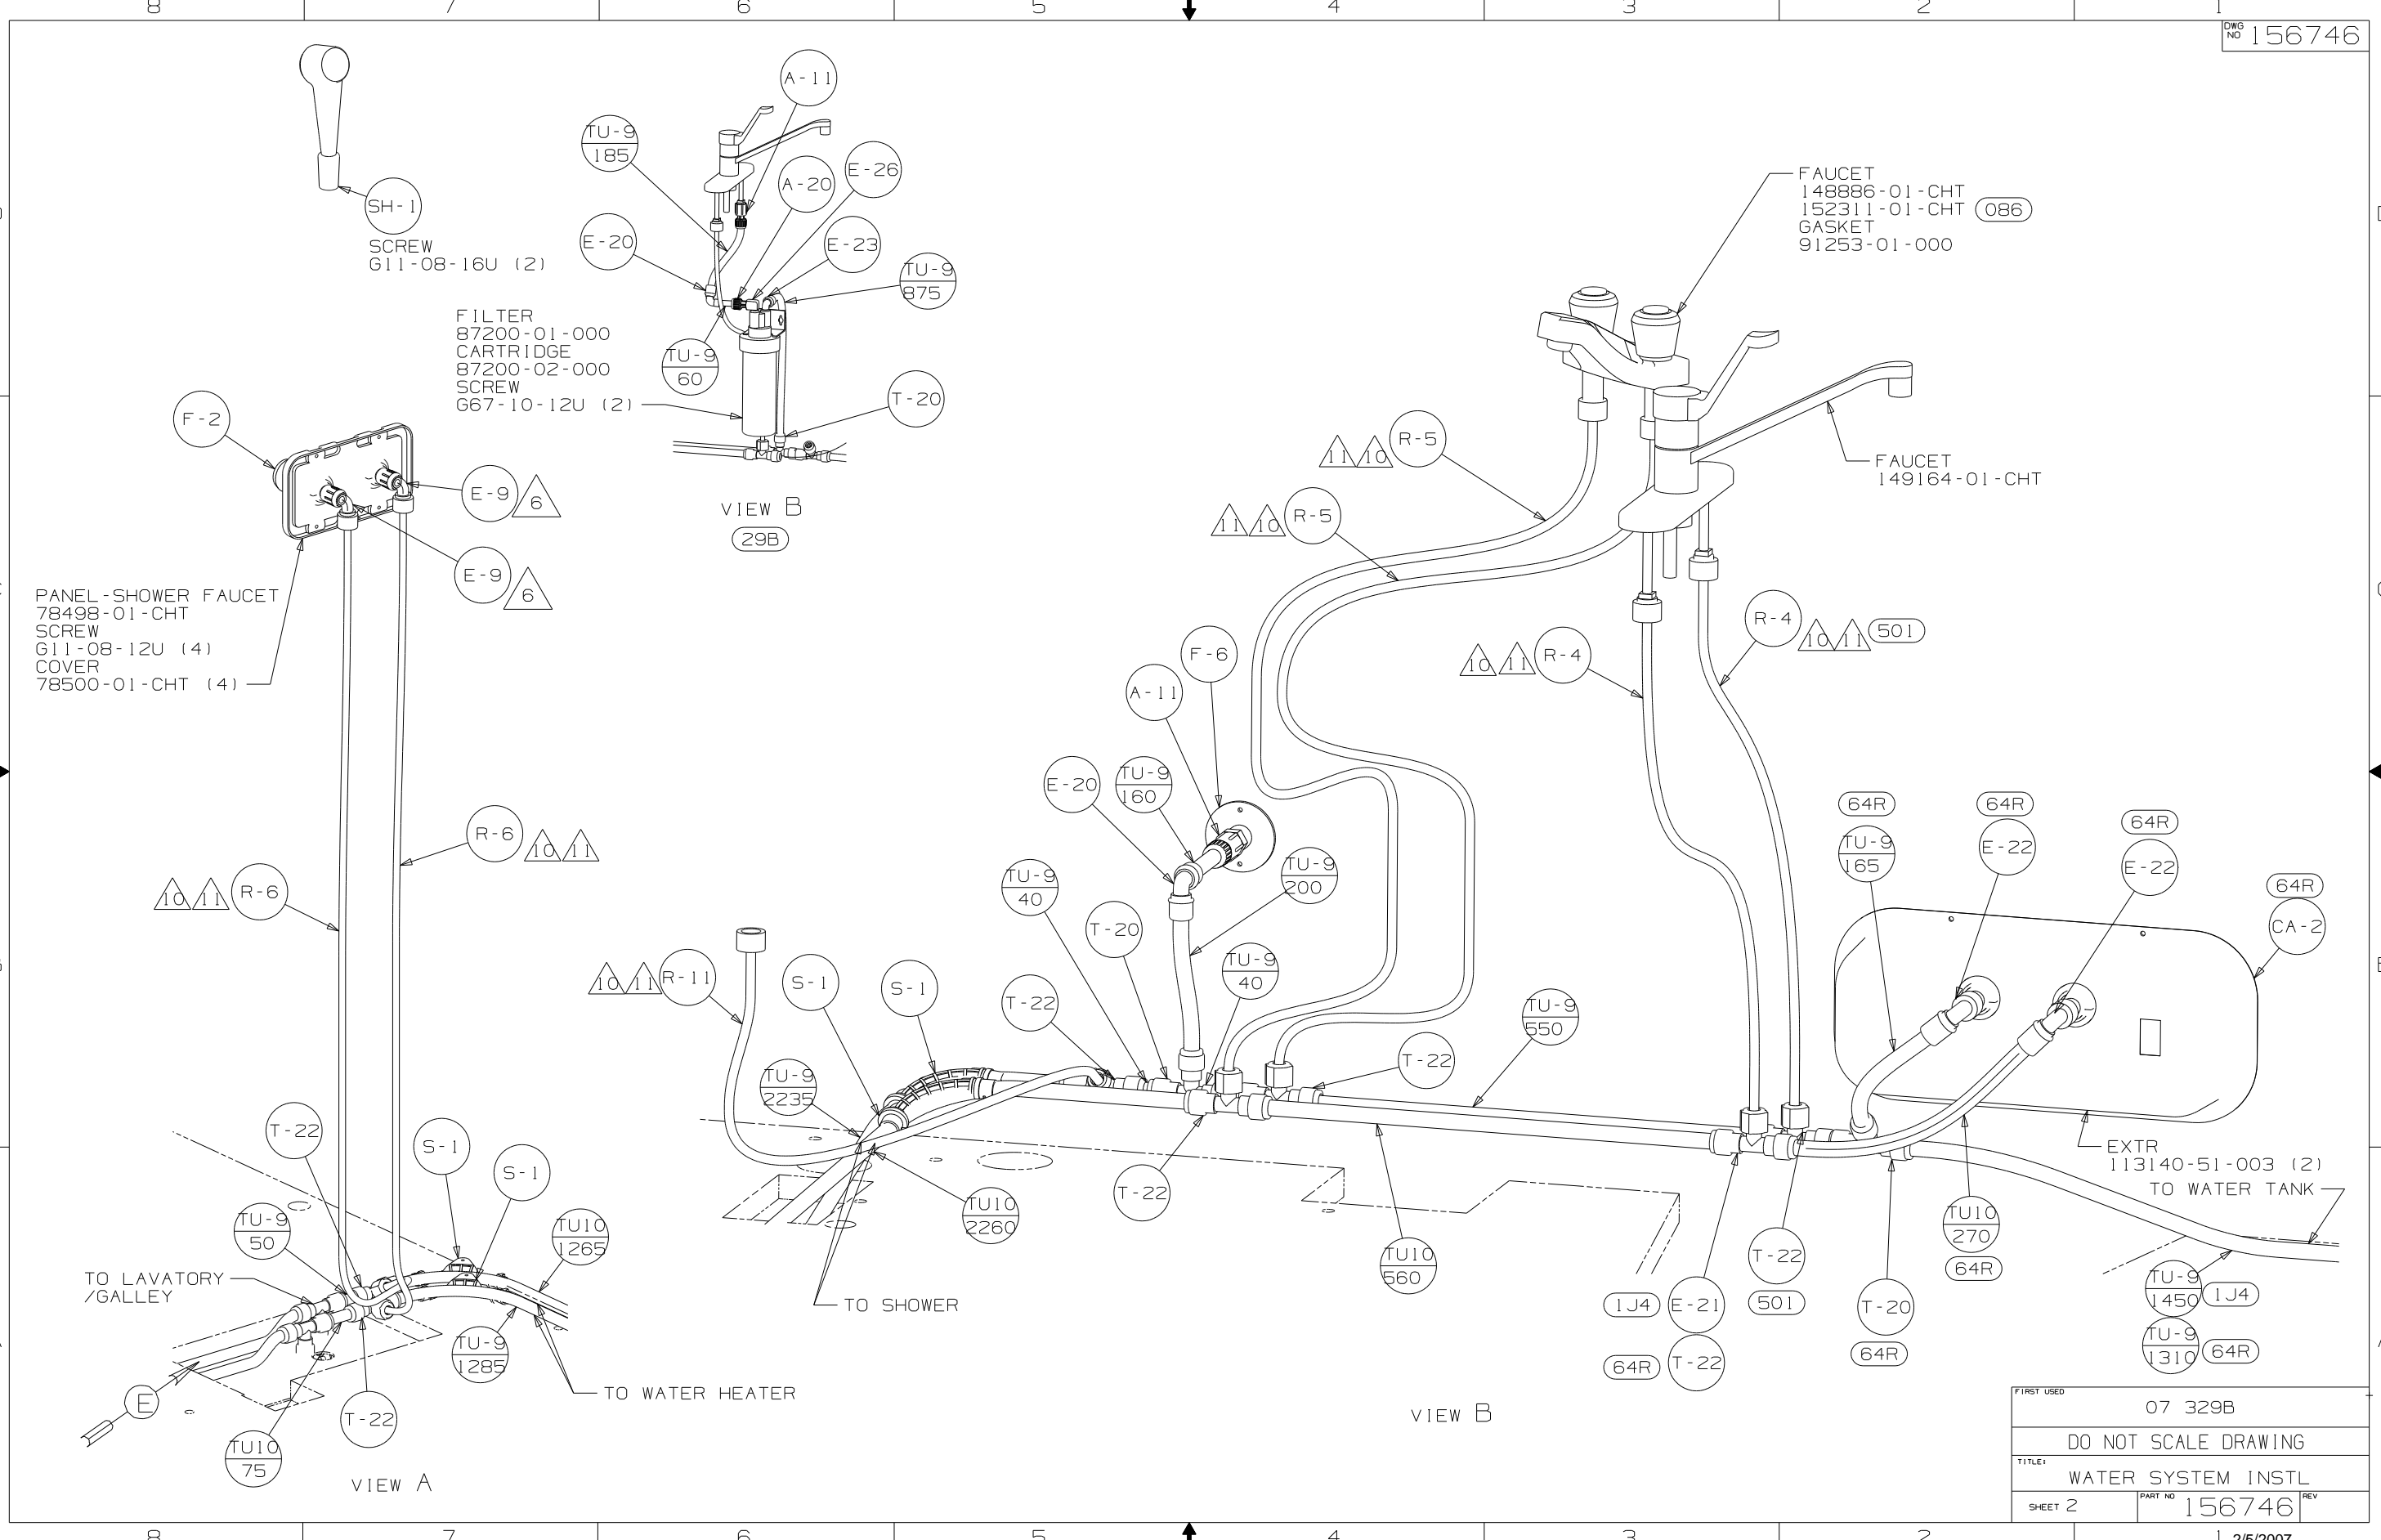 8 7 6 5 4 3 2 1
DWG
NO 156746
SH-1
SCREW
G11-08-16U (2)
A-11
TU-9
185
A-20
E-26
E-20
E-23
TU-9
875
FILTER
87200-01-000
CARTRIDGE
87200-02-000
SCREW
G67-10-12U (2)
TU-9
60
T-20
VIEW B
29B
FAUCET
148886-01-CHT
152311-01-CHT 086
GASKET
91253-01-000
F-2
E-9 6
E-9 6
PANEL-SHOWER FAUCET
78498-01-CHT
SCREW
G11-08-12U (4)
COVER
78500-01-CHT (4)
11 10 R-5
11 10 R-5
FAUCET
149164-01-CHT
R-4 10 11 501
10 11 R-4
F-6
A-11
E-20
TU-9
160
TU-9
200
R-6 10 11
10 11 R-6
TU-9
40
T-20
TU-9
40
10 11 R-11
S-1
S-1
T-22
TU-9
550
T-22
64R
TU-9
165
64R
E-22
64R
E-22
64R
CA-2
TU-9
2235
T-22
S-1
S-1
TU-9
50
TU10
1265
TO LAVATORY
/GALLEY
TU-9
1285
TO WATER HEATER
E
T-22
TU10
75
VIEW A
TU10
2260
TO SHOWER
T-22
TU10
560
EXTR
113140-51-003 (2)
TO WATER TANK
TU10
270
64R
T-22
501
1J4 E-21
64R T-22
T-20
64R
TU-9
1450 1J4
TU-9
1310 64R
VIEW B
FIRST USED
07 329B
DO NOT SCALE DRAWING
TITLE:
WATER SYSTEM INSTL
SHEET 2 PART NO 156746 REV
8 7 6 5 4 3 2 1
2/5/2007